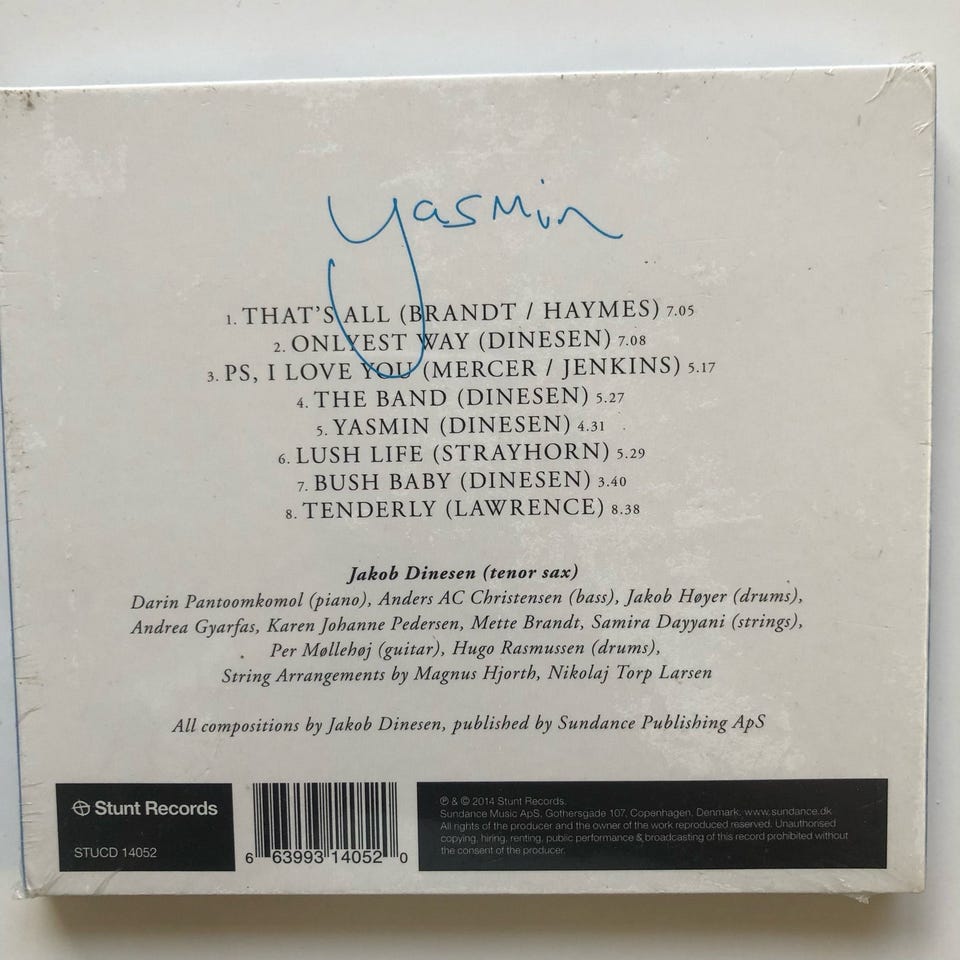 yasmin
1. THAT'S ALL (BRANDT / HAYMES) 7.05
2. ONLYEST WAY (DINESEN) 7.08
3. PS, I LOVE YOU (MERCER / JENKINS) 5.17
4. THE BAND (DINESEN) 5.27
5. YASMIN (DINESEN) 4.31
6. LUSH LIFE (STRAYHORN) 5.29
7. BUSH BABY (DINESEN) 3.40
8. TENDERLY (LAWRENCE) 8.38
Jakob Dinesen (tenor sax)
Darin Pantoomkomol (piano), Anders AC Christensen (bass), Jakob Høyer (drums),
Andrea Gyarfas, Karen Johanne Pedersen, Mette Brandt, Samira Dayyani (strings),
Per Møllehøj (guitar), Hugo Rasmussen (drums),
String Arrangements by Magnus Hjorth, Nikolaj Torp Larsen
All compositions by Jakob Dinesen, published by Sundance Publishing ApS
Stunt Records
STUCD 14052
6 63993 14052 0
℗ & © 2014 Stunt Records.
Sundance Music ApS, Gothersgade 107, Copenhagen, Denmark. www.sundance.dk
All rights of the producer and the owner of the work reproduced reserved. Unauthorised
copying, hiring, renting, public performance & broadcasting of this record prohibited without
the consent of the producer.